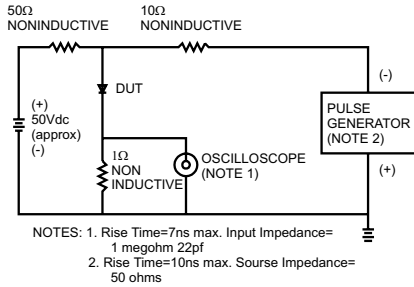 50Ω
NONINDUCTIVE
10Ω
NONINDUCTIVE
(+)
50Vdc
(approx)
(-)
DUT
1Ω
NON
INDUCTIVE
OSCILLOSCOPE
(NOTE 1)
(-)
PULSE
GENERATOR
(NOTE 2)
(+)
NOTES: 1. Rise Time=7ns max. Input Impedance=
1 megohm 22pf
2. Rise Time=10ns max. Sourse Impedance=
50 ohms